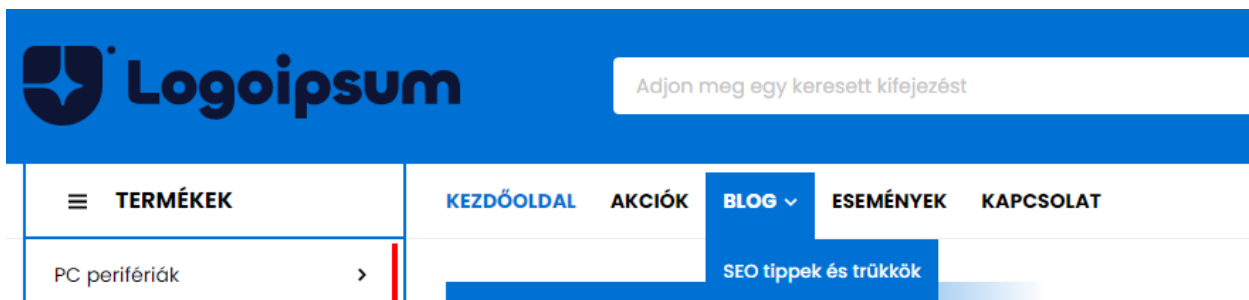 Logoipsum
Adjon meg egy keresett kifejezést
TERMÉKEK
KEZDŐOLDAL AKCIÓK BLOG ESEMÉNYEK KAPCSOLAT
PC perifériák
SEO tippek és trükkök